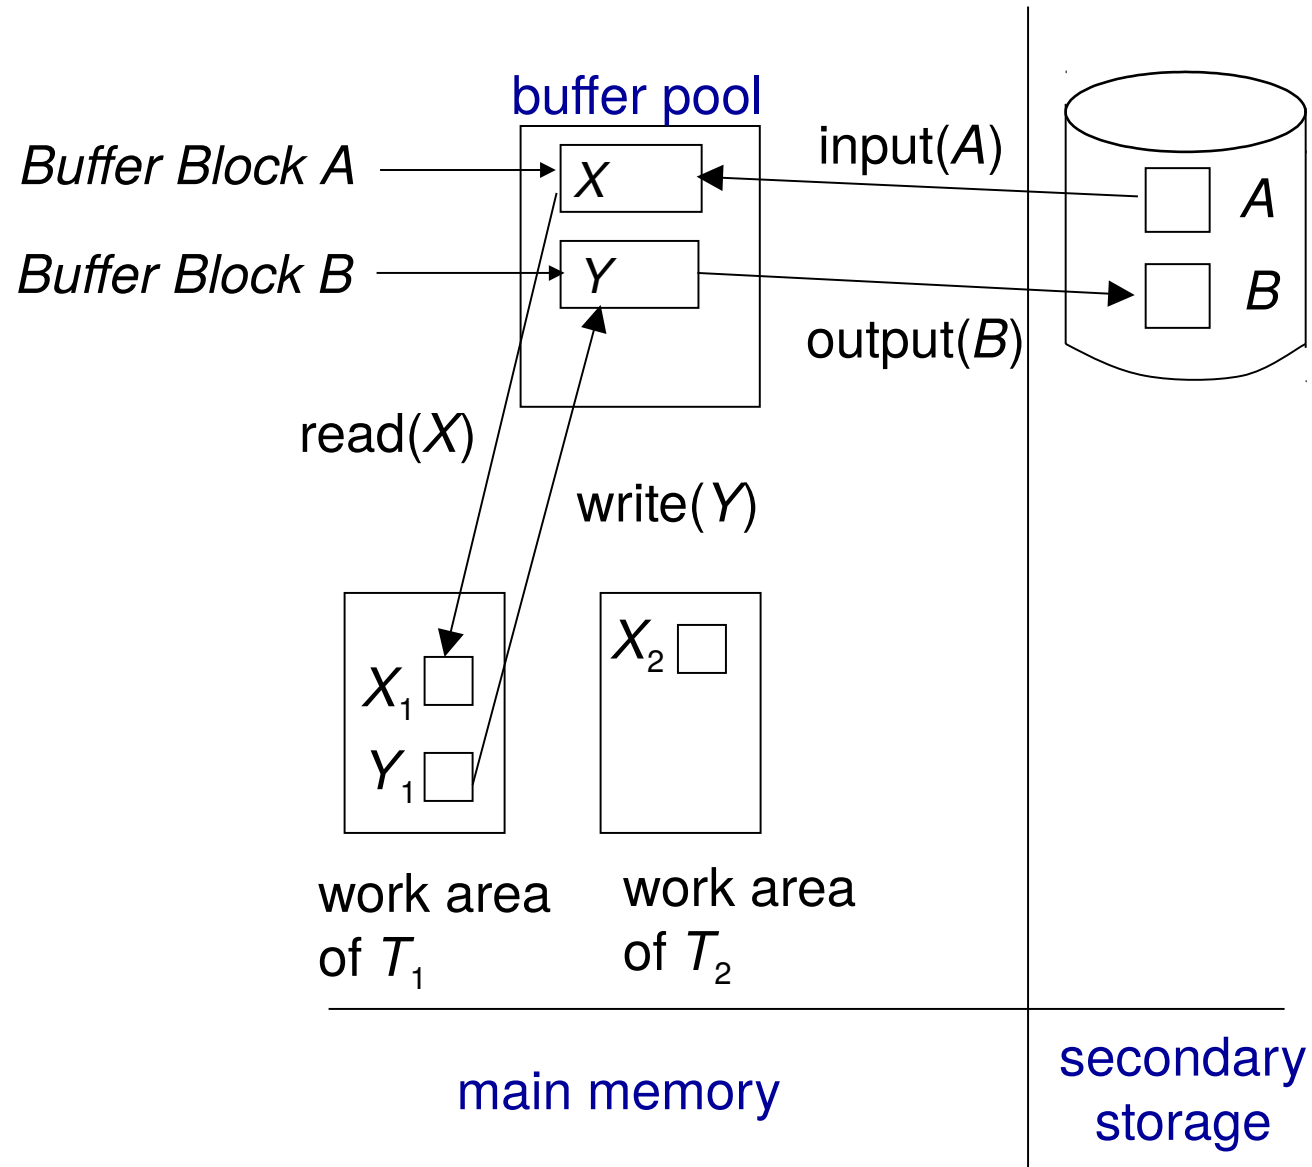 buffer pool
Buffer Block A
X
input(A)
A
Buffer Block B
Y
B
output(B)
read(X)
write(Y)
X₁
X₂
Y₁
work area
of T₁
work area
of T₂
main memory
secondary
storage